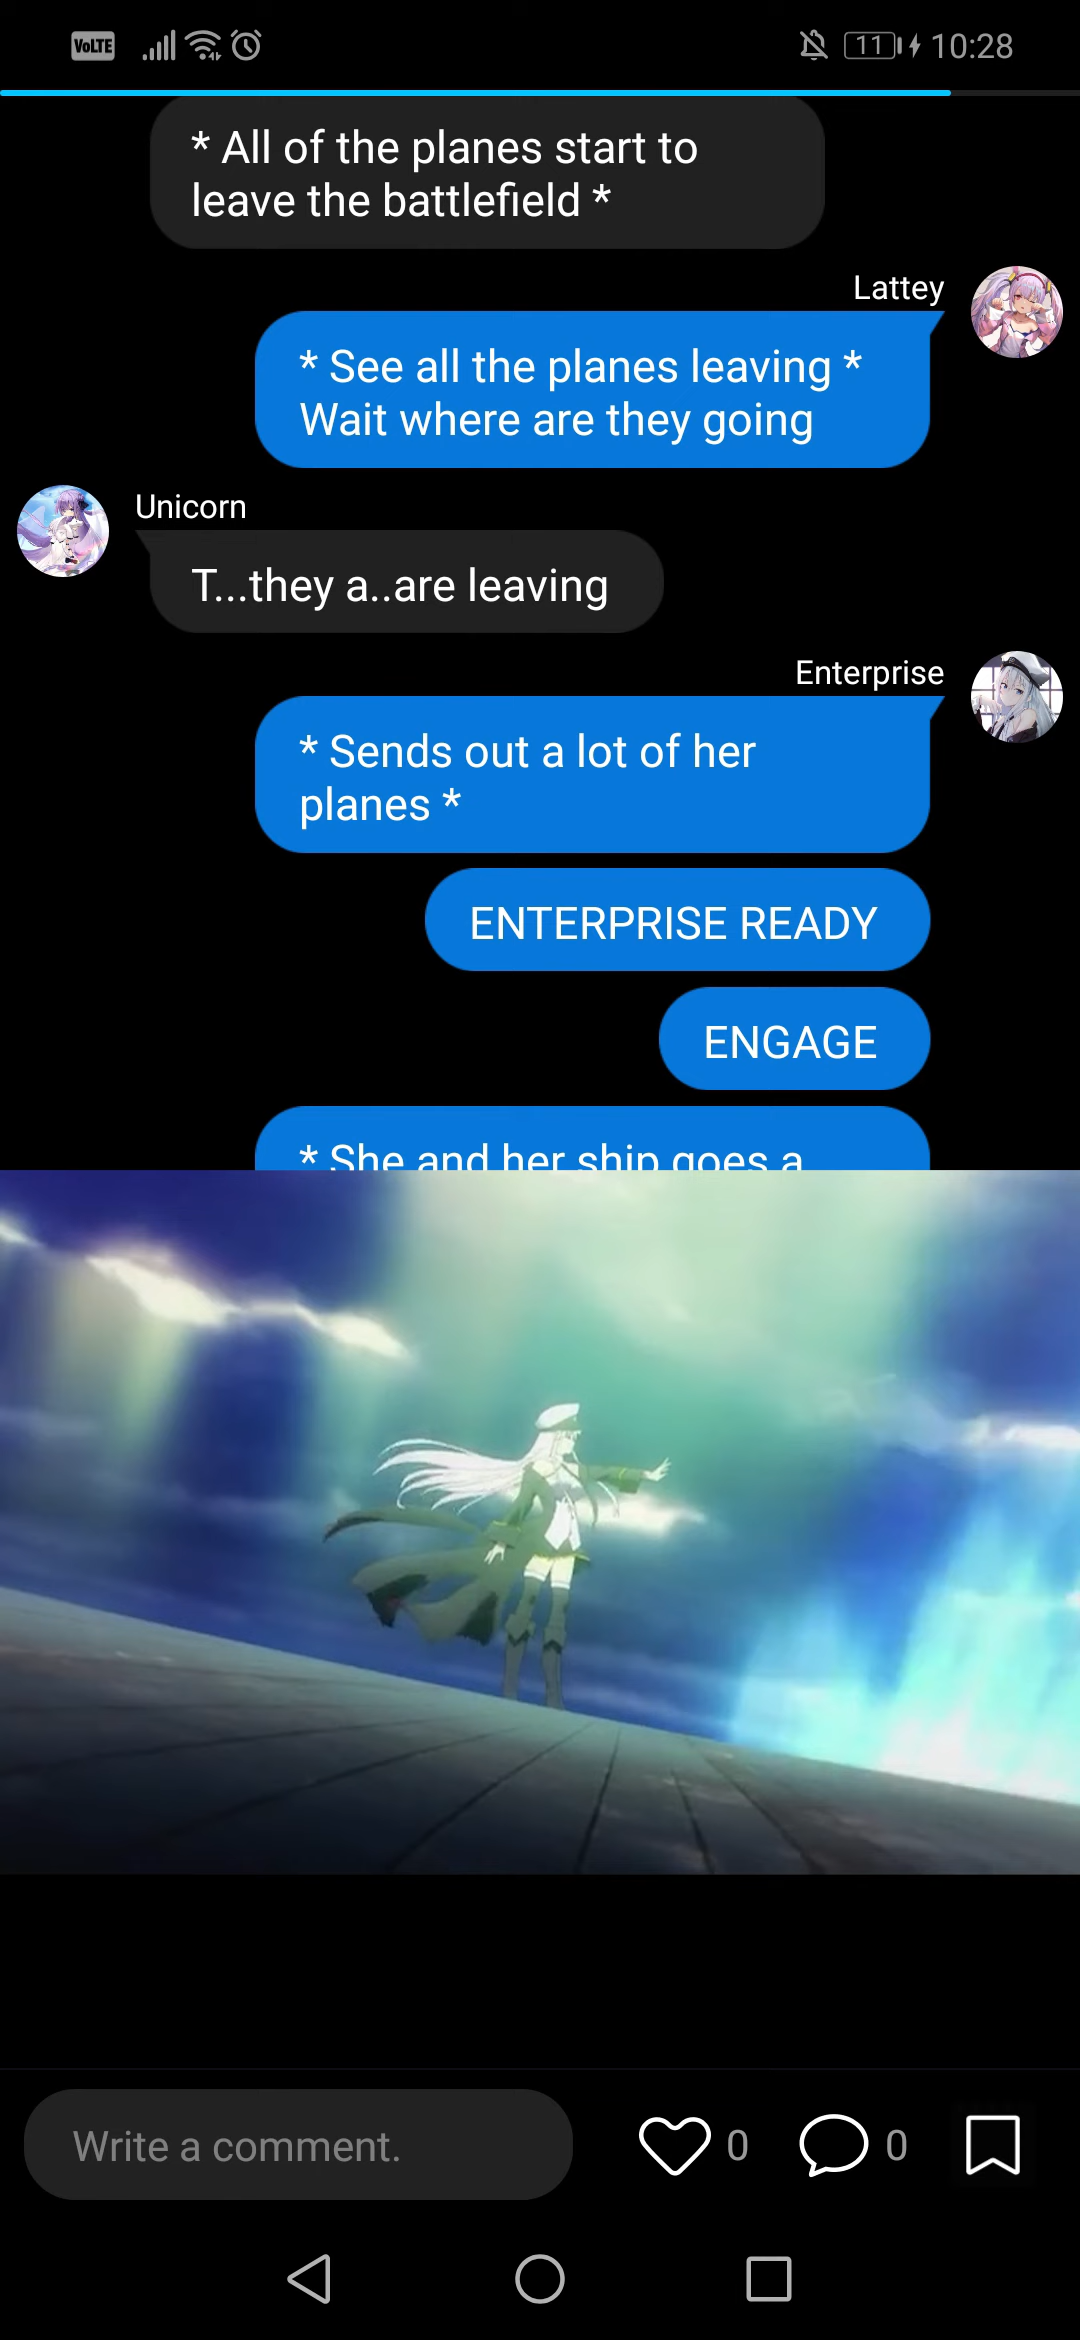 VoLTE
11
10:28
* All of the planes start to
leave the battlefield *
Lattey
* See all the planes leaving *
Wait where are they going
Unicorn
T...they a..are leaving
Enterprise
* Sends out a lot of her
planes *
ENTERPRISE READY
ENGAGE
* She and her ship goes a
Write a comment.
0
0